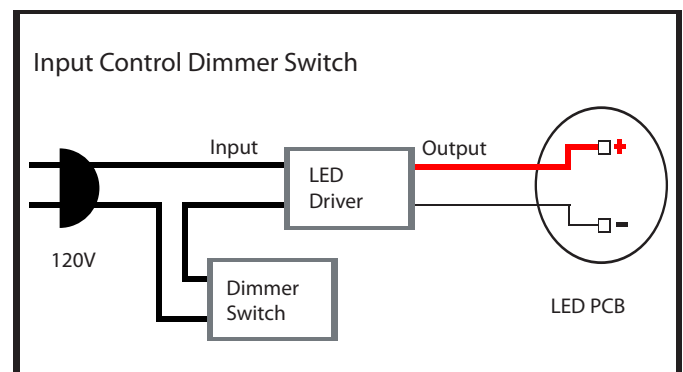 Input Control Dimmer Switch
Input
Output
LED
Driver
+
-
120V
Dimmer
Switch
LED PCB